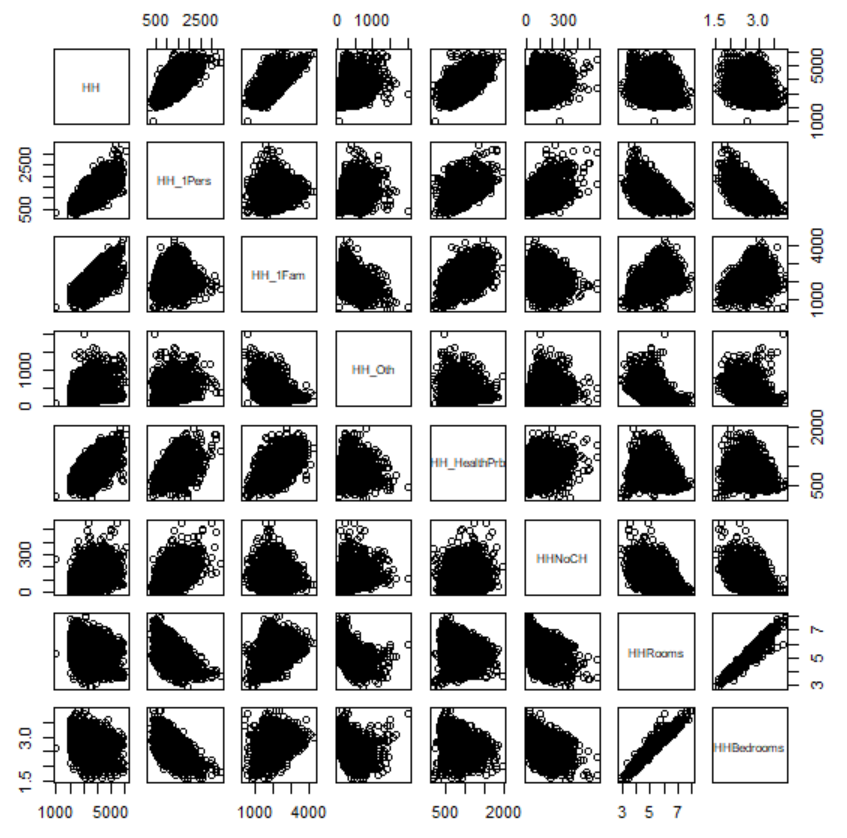 500 2500 0 1000 0 300 1.5 3.0
HH 1000 5000
500 2500 HH_1Pers
HH_1Fam 1000 4000
0 1000 HH_Oth
HH_HealthPrb 500 2000
0 300 HHNoCH
HHRooms 3 5 7
1.5 3.0 HHBedrooms
1000 5000 1000 4000 500 2000 3 5 7